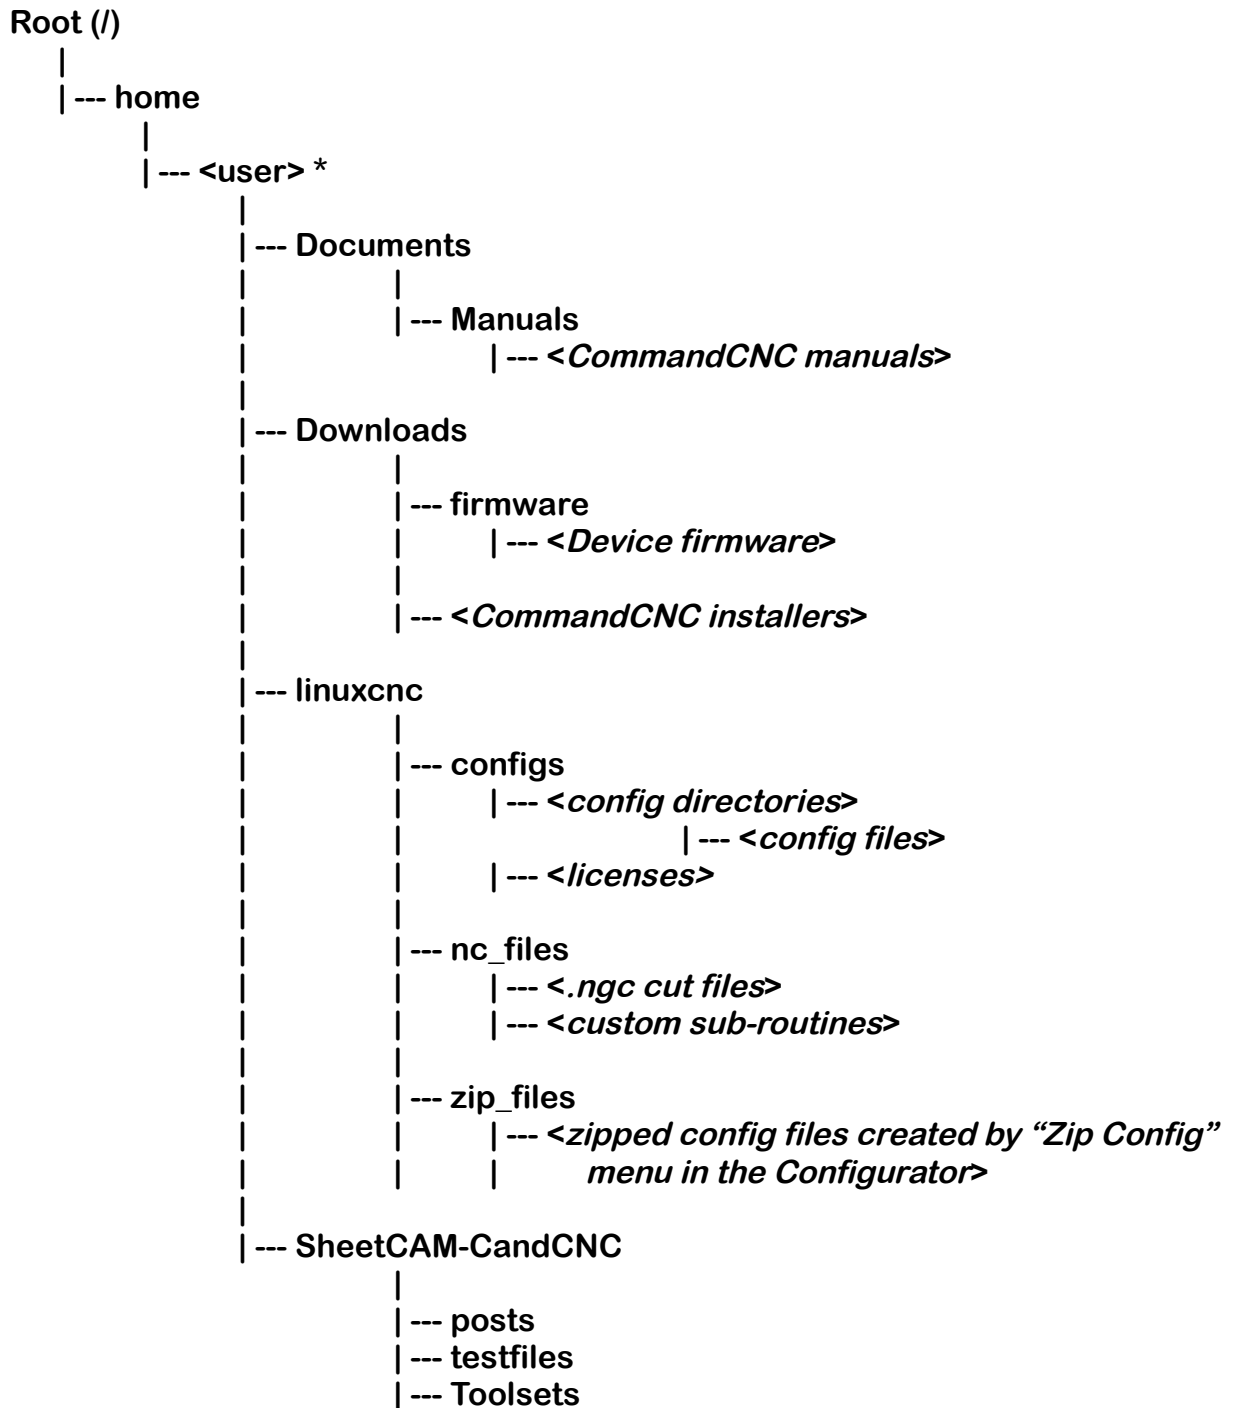 Root (/)
|
|--- home
|
|--- <user> *
|
|--- Documents
| |
| |--- Manuals
| |--- <CommandCNC manuals>
|
|--- Downloads
| |
| |--- firmware
| | |--- <Device firmware>
| |
| |--- <CommandCNC installers>
|
|--- linuxcnc
| |
| |--- configs
| | |--- <config directories>
| | |--- <config files>
| | |--- <licenses>
| |
| |--- nc_files
| | |--- <.ngc cut files>
| | |--- <custom sub-routines>
| |
| |--- zip_files
| | |--- <zipped config files created by “Zip Config”
| | | menu in the Configurator>
|
|--- SheetCAM-CandCNC
|
|--- posts
|--- testfiles
|--- Toolsets